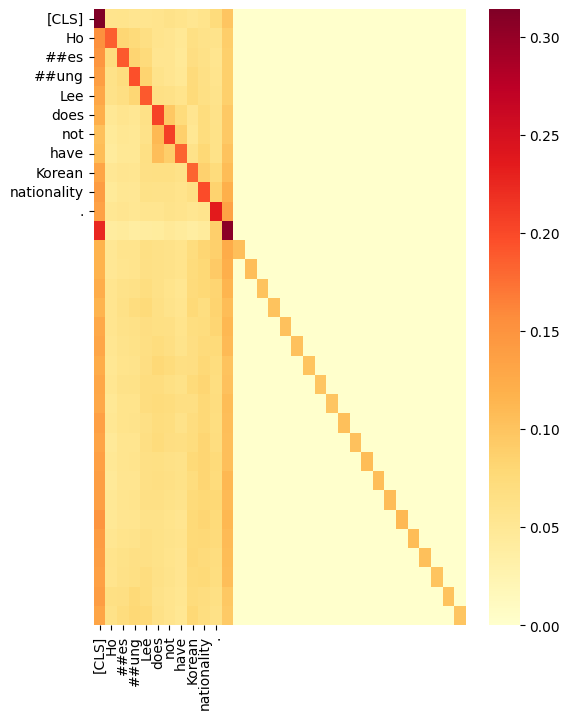 [CLS]
Ho
##es
##ung
Lee
does
not
have
Korean
nationality
.
0.30
0.25
0.20
0.15
0.10
0.05
0.00
[CLS]
Ho
##es
##ung
Lee
does
not
have
Korean
nationality
.